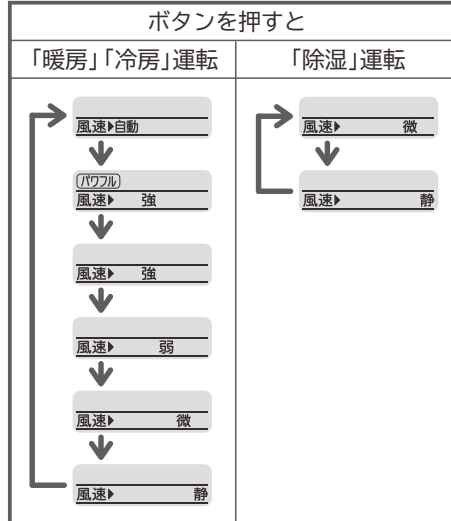 ボタンを押すと
「暖房」「冷房」運転
風速▶自動
パワフル
風速▶ 強
風速▶ 強
風速▶ 弱
風速▶ 微
風速▶ 静
「除湿」運転
風速▶ 微
風速▶ 静